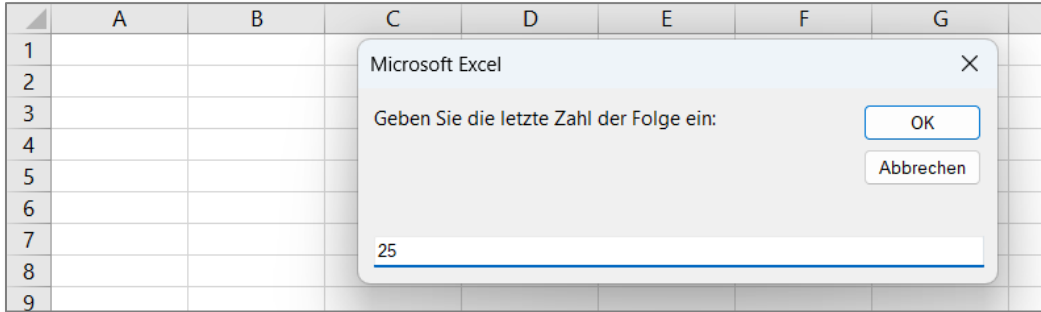 A B C D E F G
1
2
3
4
5
6
7
8
9
Microsoft Excel
Geben Sie die letzte Zahl der Folge ein:
OK
Abbrechen
25